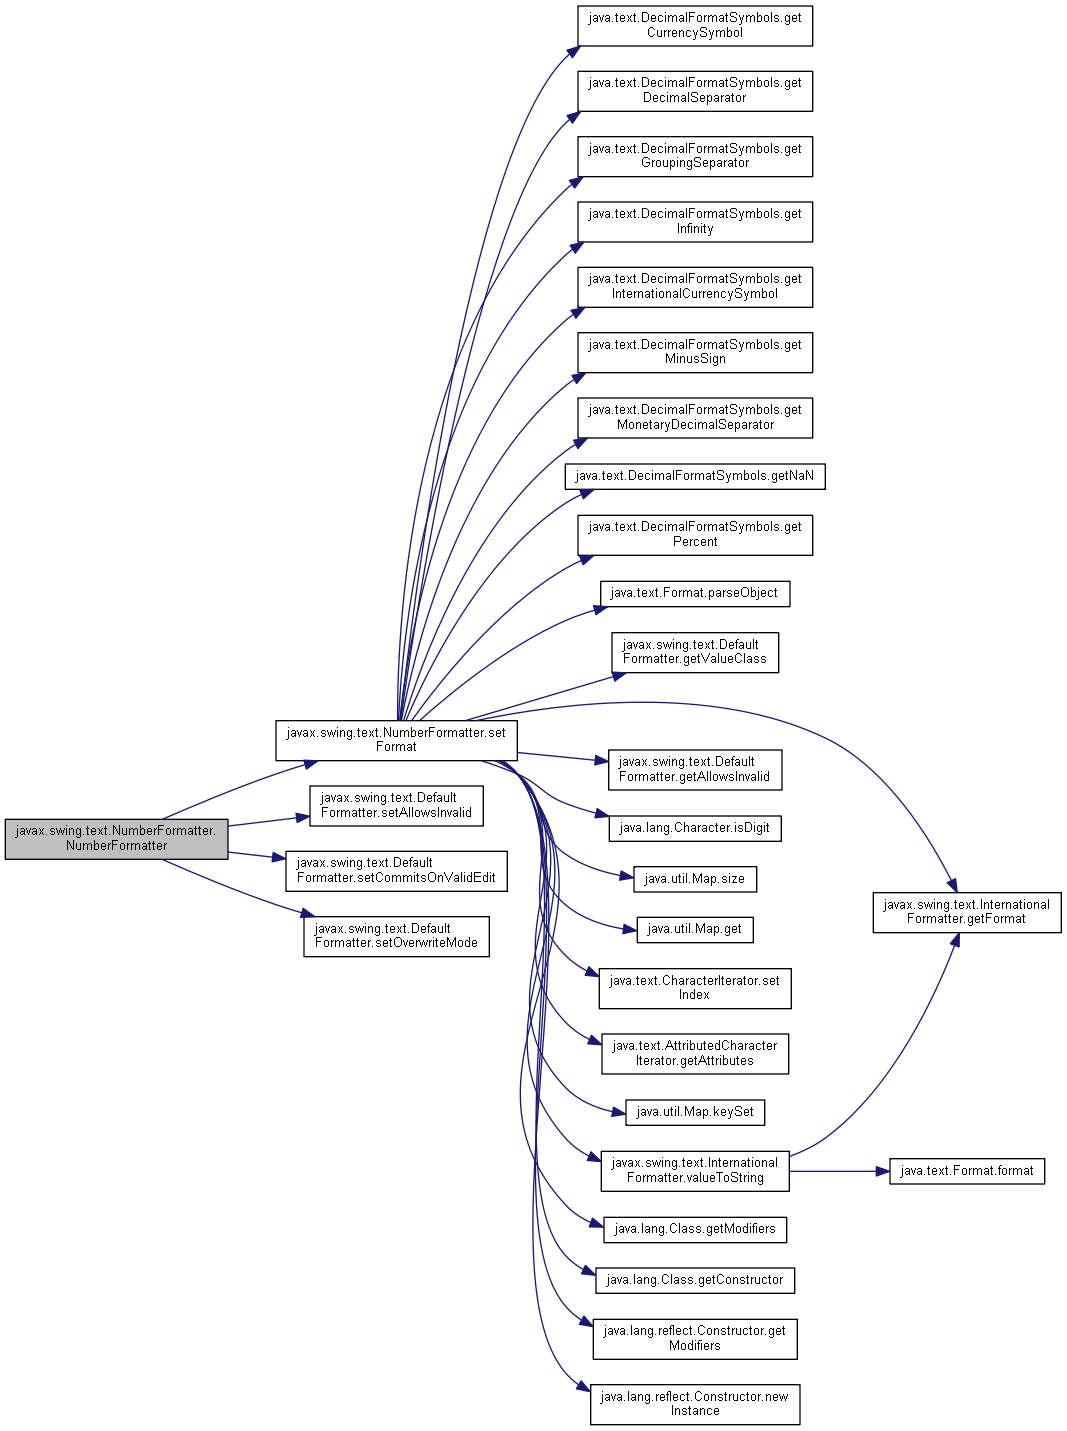 java.text.DecimalFormatSymbols.get
CurrencySymbol
java.text.DecimalFormatSymbols.get
DecimalSeparator
java.text.DecimalFormatSymbols.get
GroupingSeparator
java.text.DecimalFormatSymbols.get
Infinity
java.text.DecimalFormatSymbols.get
InternationalCurrencySymbol
java.text.DecimalFormatSymbols.get
MinusSign
java.text.DecimalFormatSymbols.get
MonetaryDecimalSeparator
java.text.DecimalFormatSymbols.getNaN
java.text.DecimalFormatSymbols.get
Percent
java.text.Format.parseObject
javax.swing.text.Default
Formatter.getValueClass
javax.swing.text.NumberFormatter.set
Format
javax.swing.text.Default
Formatter.getAllowsInvalid
javax.swing.text.Default
Formatter.setAllowsInvalid
java.lang.Character.isDigit
javax.swing.text.NumberFormatter.
NumberFormatter
javax.swing.text.Default
Formatter.setCommitsOnValidEdit
java.util.Map.size
javax.swing.text.International
Formatter.getFormat
javax.swing.text.Default
Formatter.setOverwriteMode
java.util.Map.get
java.text.CharacterIterator.set
Index
java.text.AttributedCharacter
Iterator.getAttributes
java.util.Map.keySet
javax.swing.text.International
Formatter.valueToString
java.text.Format.format
java.lang.Class.getModifiers
java.lang.Class.getConstructor
java.lang.reflect.Constructor.get
Modifiers
java.lang.reflect.Constructor.new
Instance